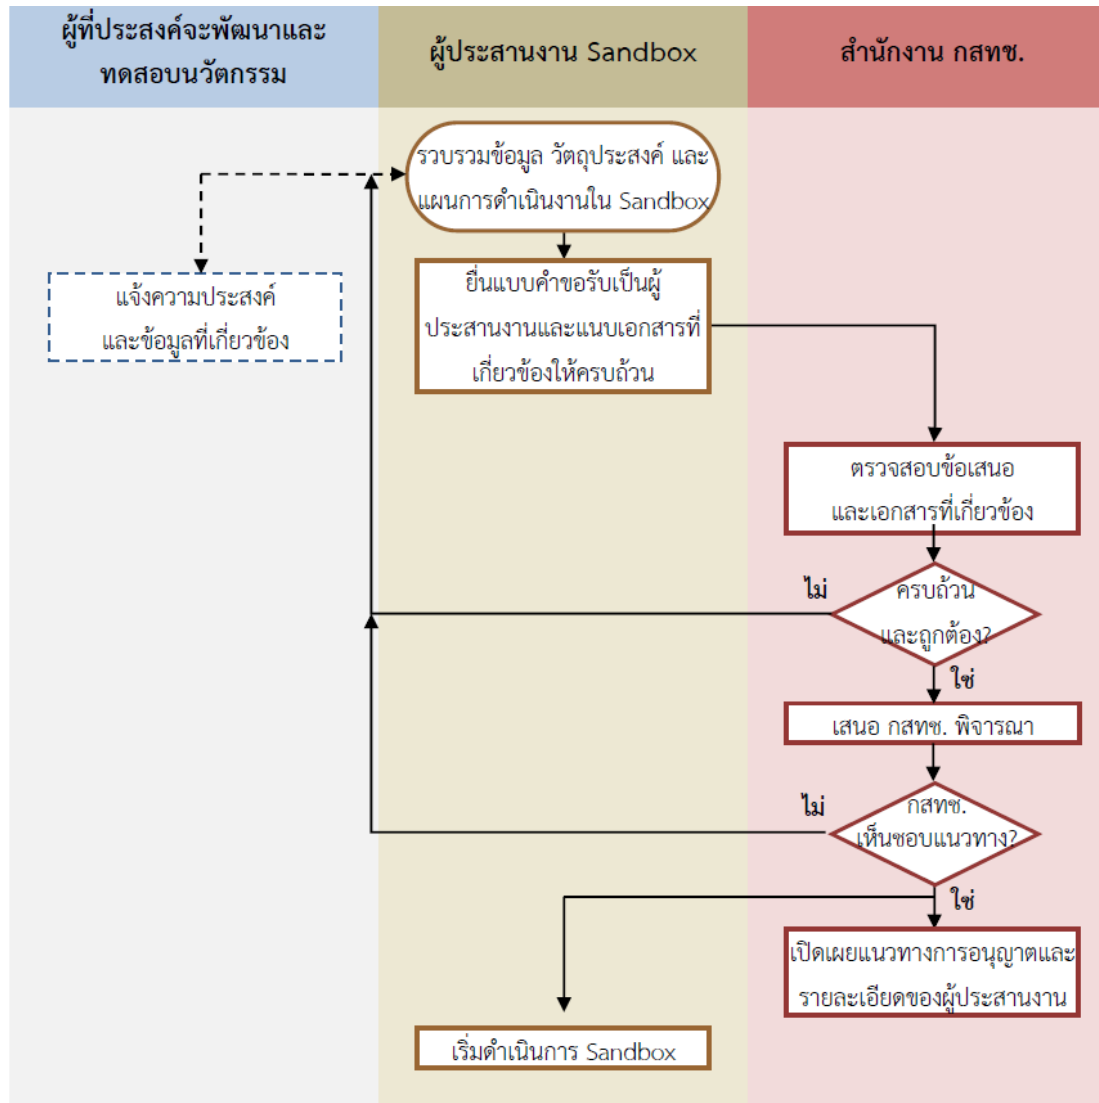 ผู้ที่ประสงค์จะพัฒนาและ
ทดสอบนวัตกรรม
ผู้ประสานงาน Sandbox
สำนักงาน กสทช.
รวบรวมข้อมูล วัตถุประสงค์ และ
แผนการดำเนินงานใน Sandbox
แจ้งความประสงค์
และข้อมูลที่เกี่ยวข้อง
ยื่นแบบคำขอรับเป็นผู้
ประสานงานและแนบเอกสารที่
เกี่ยวข้องให้ครบถ้วน
ตรวจสอบข้อเสนอ
และเอกสารที่เกี่ยวข้อง
ไม่
ครบถ้วน
และถูกต้อง?
ใช่
เสนอ กสทช. พิจารณา
ไม่
กสทช.
เห็นชอบแนวทาง?
ใช่
เปิดเผยแนวทางการอนุญาตและ
รายละเอียดของผู้ประสานงาน
เริ่มดำเนินการ Sandbox